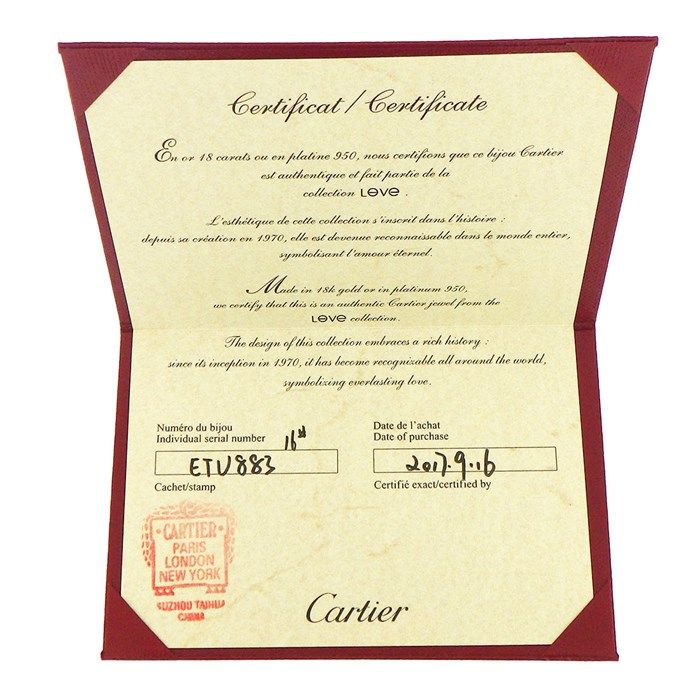 Certificat / Certificate
En or 18 carats ou en platine 950, nous certifions que ce bijou Cartier
est authentique et fait partie de la
collection LOVE .
L'esthétique de cette collection s'inscrit dans l'histoire :
depuis sa création en 1970, elle est devenue reconnaissable dans le monde entier,
symbolisant l'amour éternel.
Made in 18k gold or in platinum 950,
we certify that this is an authentic Cartier jewel from the
LOVE collection.
The design of this collection embraces a rich history :
since its inception in 1970, it has become recognizable all around the world,
symbolizing everlasting love.
Numéro du bijou
Individual serial number 16#
ETU883
Cachet/stamp
Date de l'achat
Date of purchase
2017.9.16
Certifié exact/certified by
CARTIER
PARIS
LONDON
NEW YORK
SUZHOU TAIHUA
CHINA
Cartier